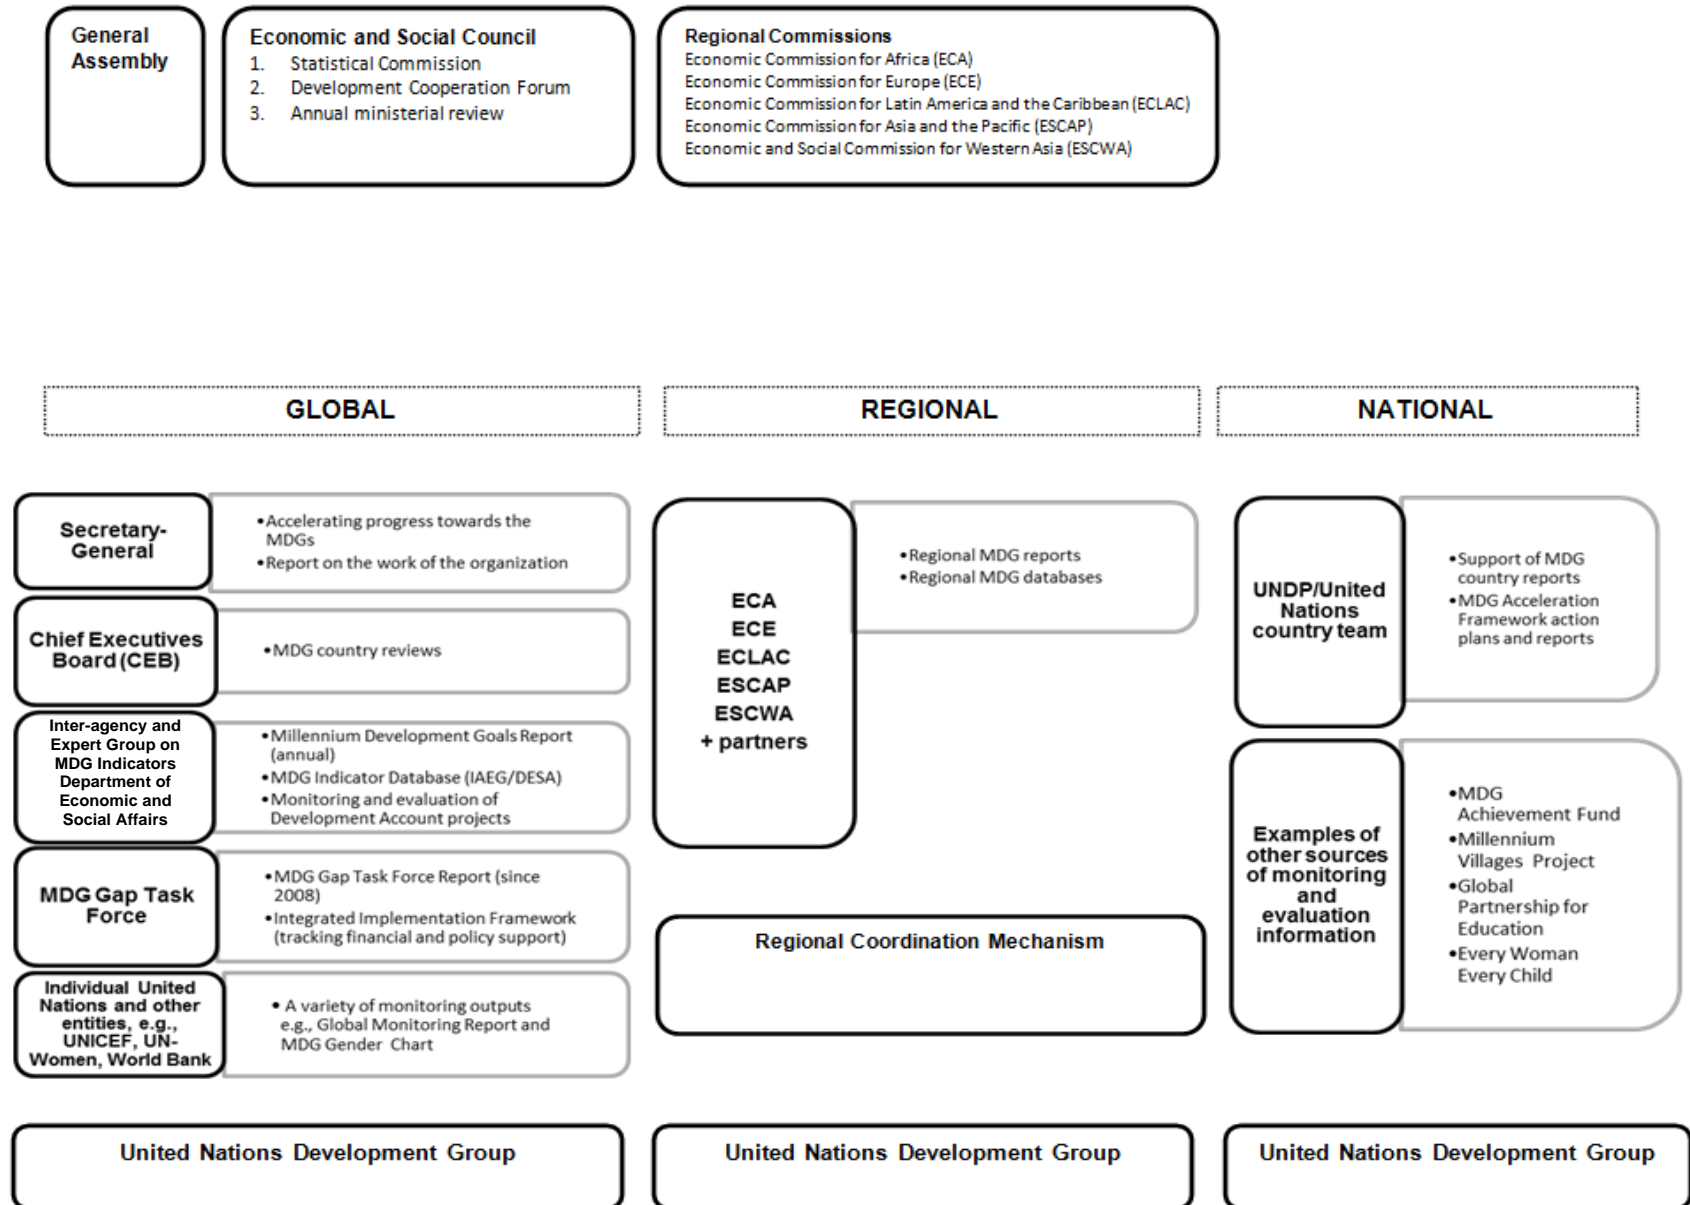 General
Assembly
Economic and Social Council
1. Statistical Commission
2. Development Cooperation Forum
3. Annual ministerial review
Regional Commissions
Economic Commission for Africa (ECA)
Economic Commission for Europe (ECE)
Economic Commission for Latin America and the Caribbean (ECLAC)
Economic Commission for Asia and the Pacific (ESCAP)
Economic and Social Commission for Western Asia (ESCWA)
GLOBAL
REGIONAL
NATIONAL
Secretary-
General
•Accelerating progress towards the
MDGs
•Report on the work of the organization
Chief Executives
Board (CEB)
•MDG country reviews
Inter-agency and
Expert Group on
MDG Indicators
Department of
Economic and
Social Affairs
•Millennium Development Goals Report
(annual)
•MDG Indicator Database (IAEG/DESA)
•Monitoring and evaluation of
Development Account projects
MDG Gap Task
Force
•MDG Gap Task Force Report (since
2008)
•Integrated Implementation Framework
(tracking financial and policy support)
Individual United
Nations and other
entities, e.g.,
UNICEF, UN-
Women, World Bank
• A variety of monitoring outputs
e.g., Global Monitoring Report and
MDG Gender Chart
ECA
ECE
ECLAC
ESCAP
ESCWA
+ partners
•Regional MDG reports
•Regional MDG databases
Regional Coordination Mechanism
UNDP/United
Nations
country team
•Support of MDG
country reports
•MDG Acceleration
Framework action
plans and reports
Examples of
other sources
of monitoring
and
evaluation
information
•MDG
Achievement Fund
•Millennium
Villages Project
•Global
Partnership for
Education
•Every Woman
Every Child
United Nations Development Group
United Nations Development Group
United Nations Development Group